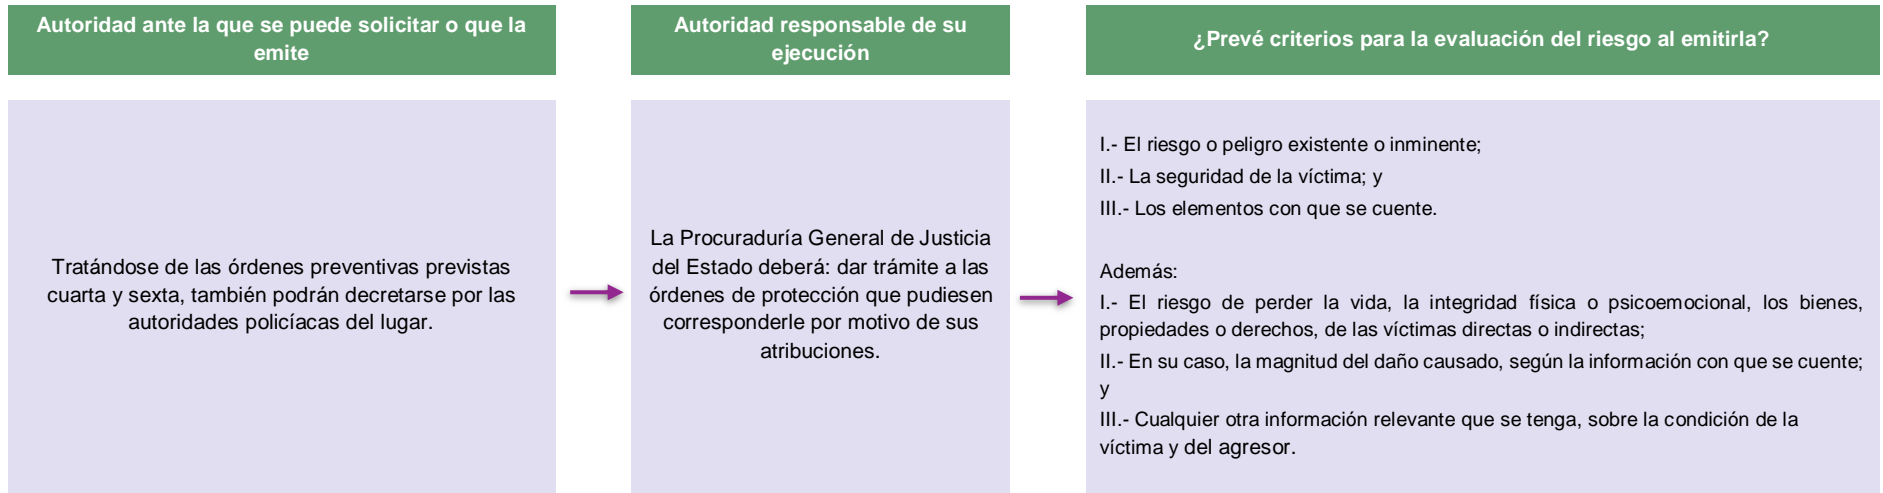 Autoridad ante la que se puede solicitar o que la
emite
Autoridad responsable de su
ejecución
¿Prevé criterios para la evaluación del riesgo al emitirla?
Tratándose de las órdenes preventivas previstas
cuarta y sexta, también podrán decretarse por las
autoridades policíacas del lugar.
La Procuraduría General de Justicia
del Estado deberá: dar trámite a las
órdenes de protección que pudiesen
corresponderle por motivo de sus
atribuciones.
I.- El riesgo o peligro existente o inminente;
II.- La seguridad de la víctima; y
III.- Los elementos con que se cuente.
Además:
I.- El riesgo de perder la vida, la integridad física o psicoemocional, los bienes,
propiedades o derechos, de las víctimas directas o indirectas;
II.- En su caso, la magnitud del daño causado, según la información con que se cuente;
y
III.- Cualquier otra información relevante que se tenga, sobre la condición de la
víctima y del agresor.